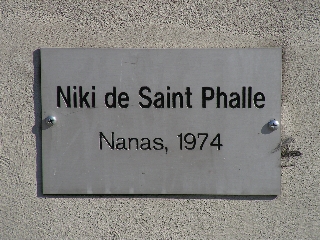 Niki de Saint Phalle
Nanas, 1974